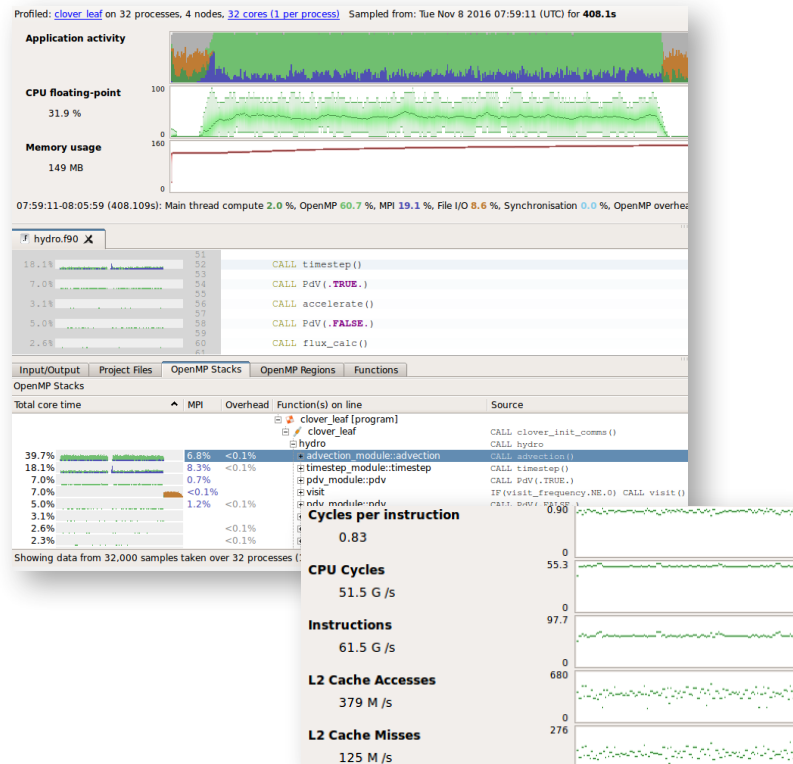 Profiled: clover_leaf on 32 processes, 4 nodes, 32 cores (1 per process) Sampled from: Tue Nov 8 2016 07:59:11 (UTC) for 408.1s
Application activity
CPU floating-point
100
31.9 %
0
Memory usage
160
149 MB
0
07:59:11-08:05:59 (408.109s): Main thread compute 2.0 %, OpenMP 60.7 %, MPI 19.1 %, File I/O 8.6 %, Synchronisation 0.0 %, OpenMP overhea
F hydro.f90 X
51
18.1% 52 CALL timestep()
53
7.0% 54 CALL PdV(.TRUE.)
55
3.1% 56 CALL accelerate()
57
5.0% 58 CALL PdV(.FALSE.)
59
2.6% 60 CALL flux_calc()
61
Input/Output Project Files OpenMP Stacks OpenMP Regions Functions
OpenMP Stacks
Total core time MPI Overhead Function(s) on line Source
clover_leaf [program]
clover_leaf CALL clover_init_comms()
hydro CALL hydro
39.7% 6.8% <0.1% advection_module::advection CALL advection()
18.1% 8.3% <0.1% timestep_module::timestep CALL timestep()
7.0% 0.7% pdv_module::pdv CALL PdV(.TRUE.)
7.0% <0.1% visit IF(visit_frequency.NE.0) CALL visit()
5.0% 1.2% <0.1% pdv_module::pdv CALL PdV(.FALSE.)
3.1%
2.6% <0.1%
2.3% <0.1%
Showing data from 32,000 samples taken over 32 processes (
Cycles per instruction
0.98
0.83
0
CPU Cycles
55.3
51.5 G /s
0
Instructions
97.7
61.5 G /s
0
L2 Cache Accesses
680
379 M /s
0
L2 Cache Misses
276
125 M /s